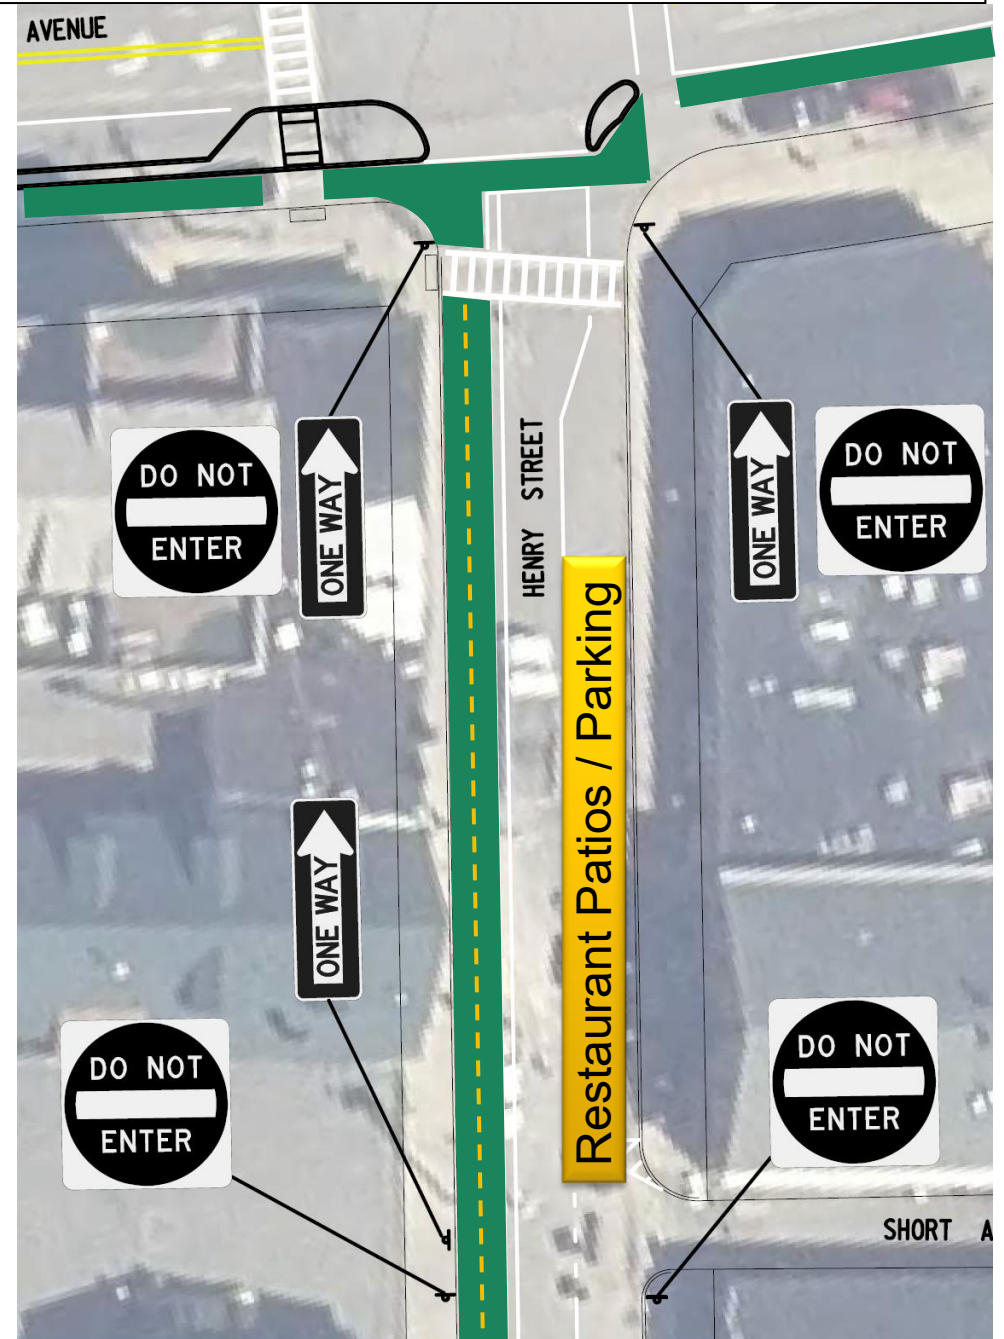 AVENUE
DO NOT
ENTER
ONE WAY
HENRY STREET
ONE WAY
DO NOT
ENTER
Restaurant Patios / Parking
ONE WAY
DO NOT
ENTER
DO NOT
ENTER
SHORT A